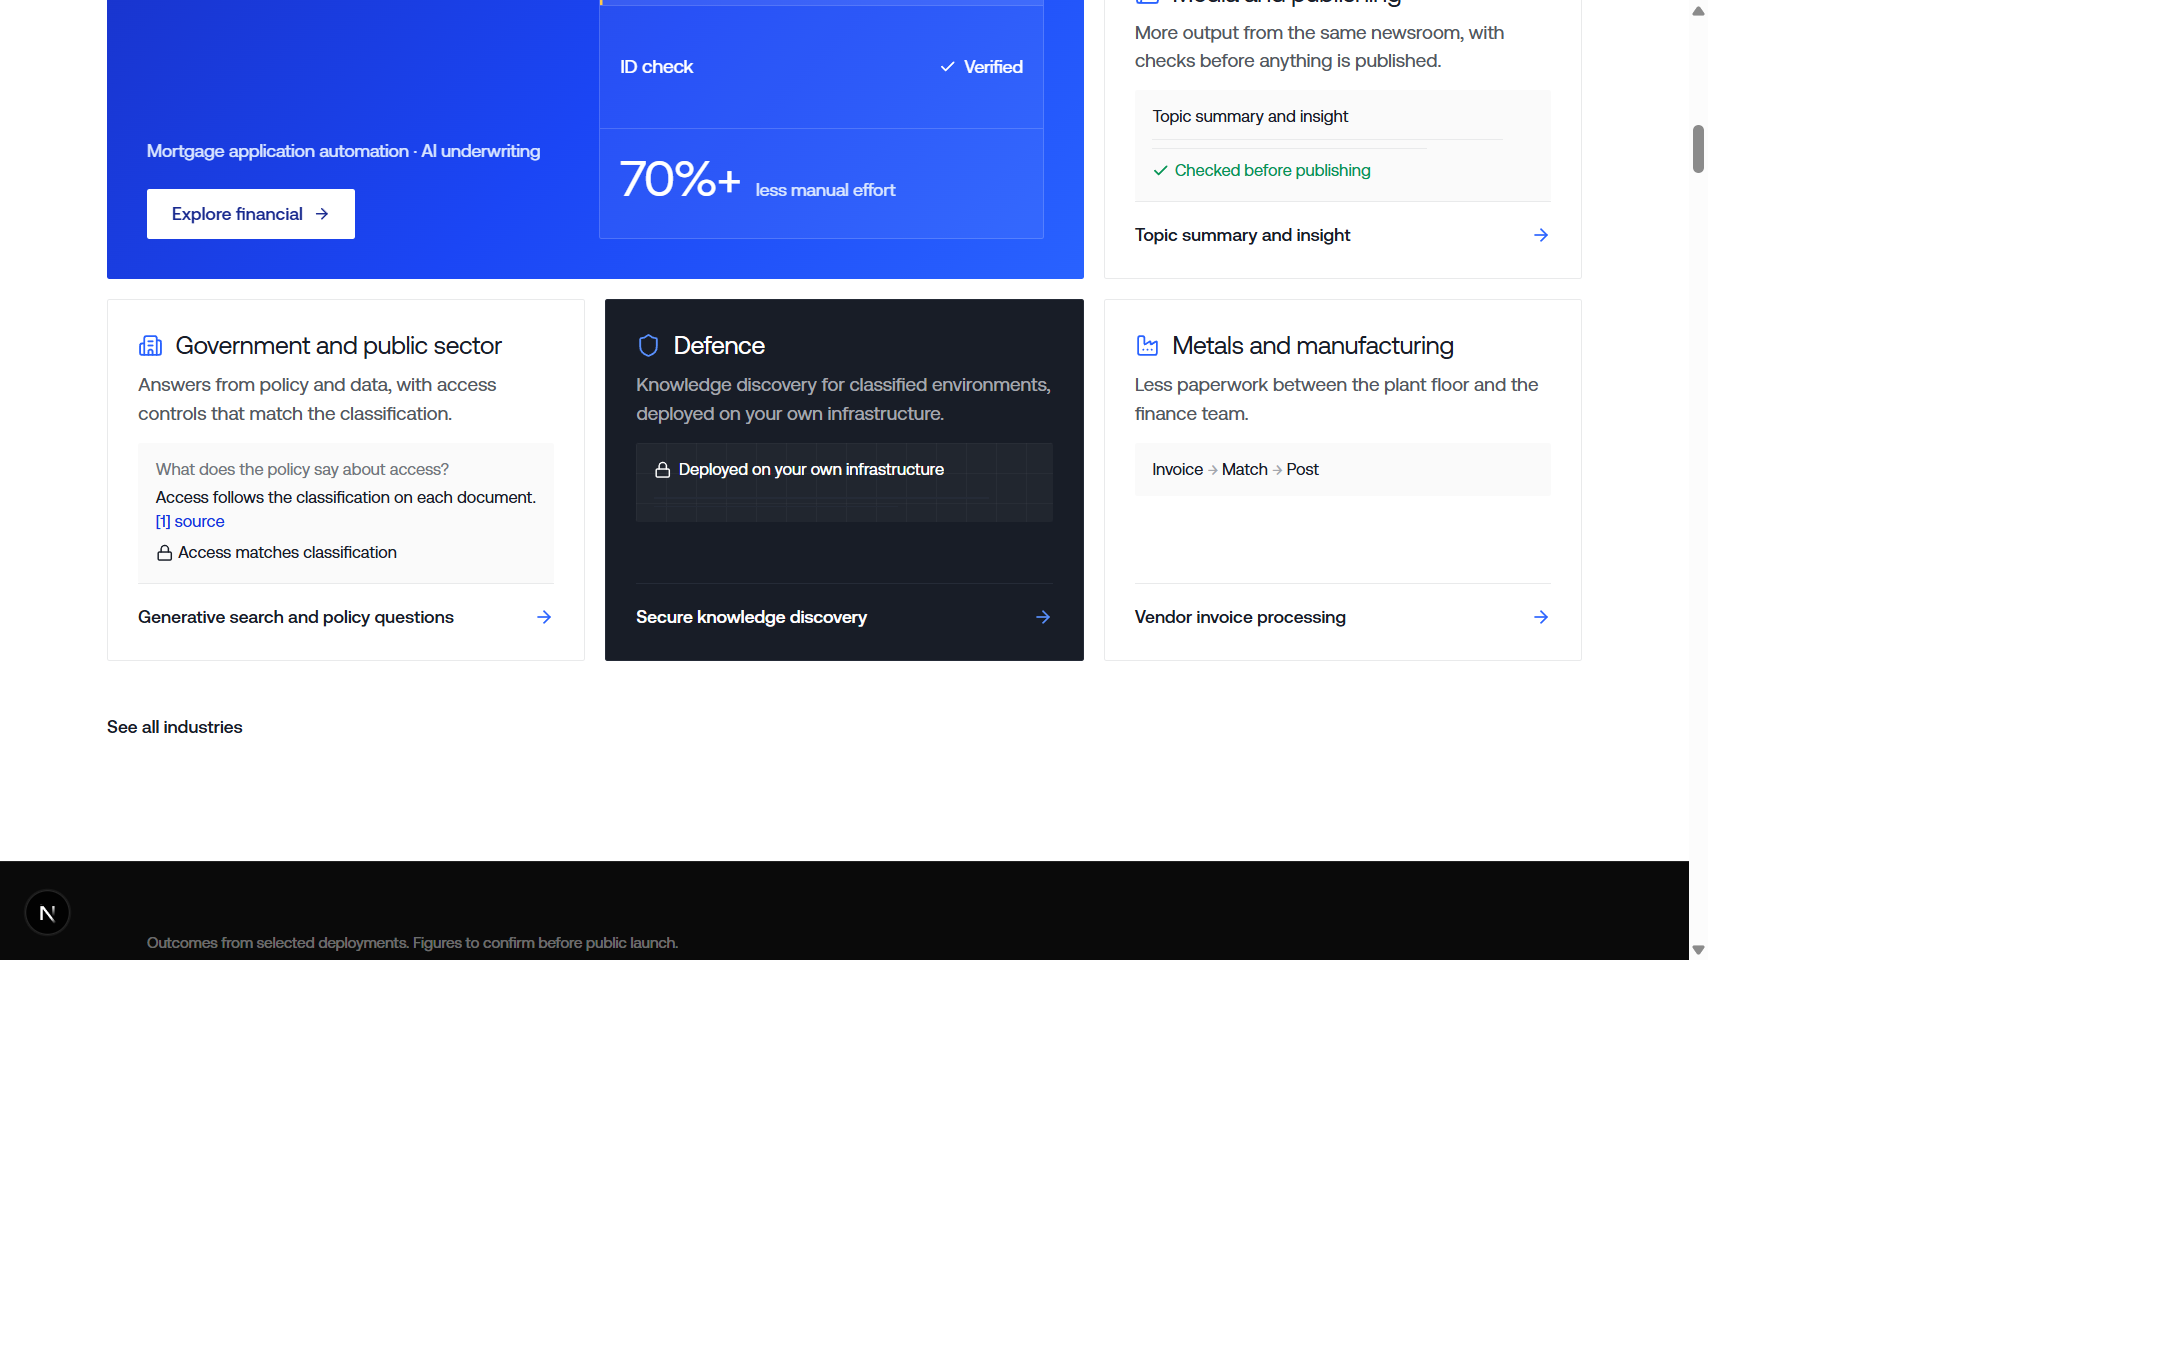 Media and publishing
More output from the same newsroom, with
checks before anything is published.
Topic summary and insight
✓ Checked before publishing
Topic summary and insight →
ID check ✓ Verified
70%+ less manual effort
Mortgage application automation · AI underwriting
Explore financial →
Government and public sector
Answers from policy and data, with access
controls that match the classification.
What does the policy say about access?
Access follows the classification on each document.
[1] source
Access matches classification
Generative search and policy questions →
Defence
Knowledge discovery for classified environments,
deployed on your own infrastructure.
Deployed on your own infrastructure
Secure knowledge discovery →
Metals and manufacturing
Less paperwork between the plant floor and the
finance team.
Invoice → Match → Post
Vendor invoice processing →
See all industries
N
Outcomes from selected deployments. Figures to confirm before public launch.